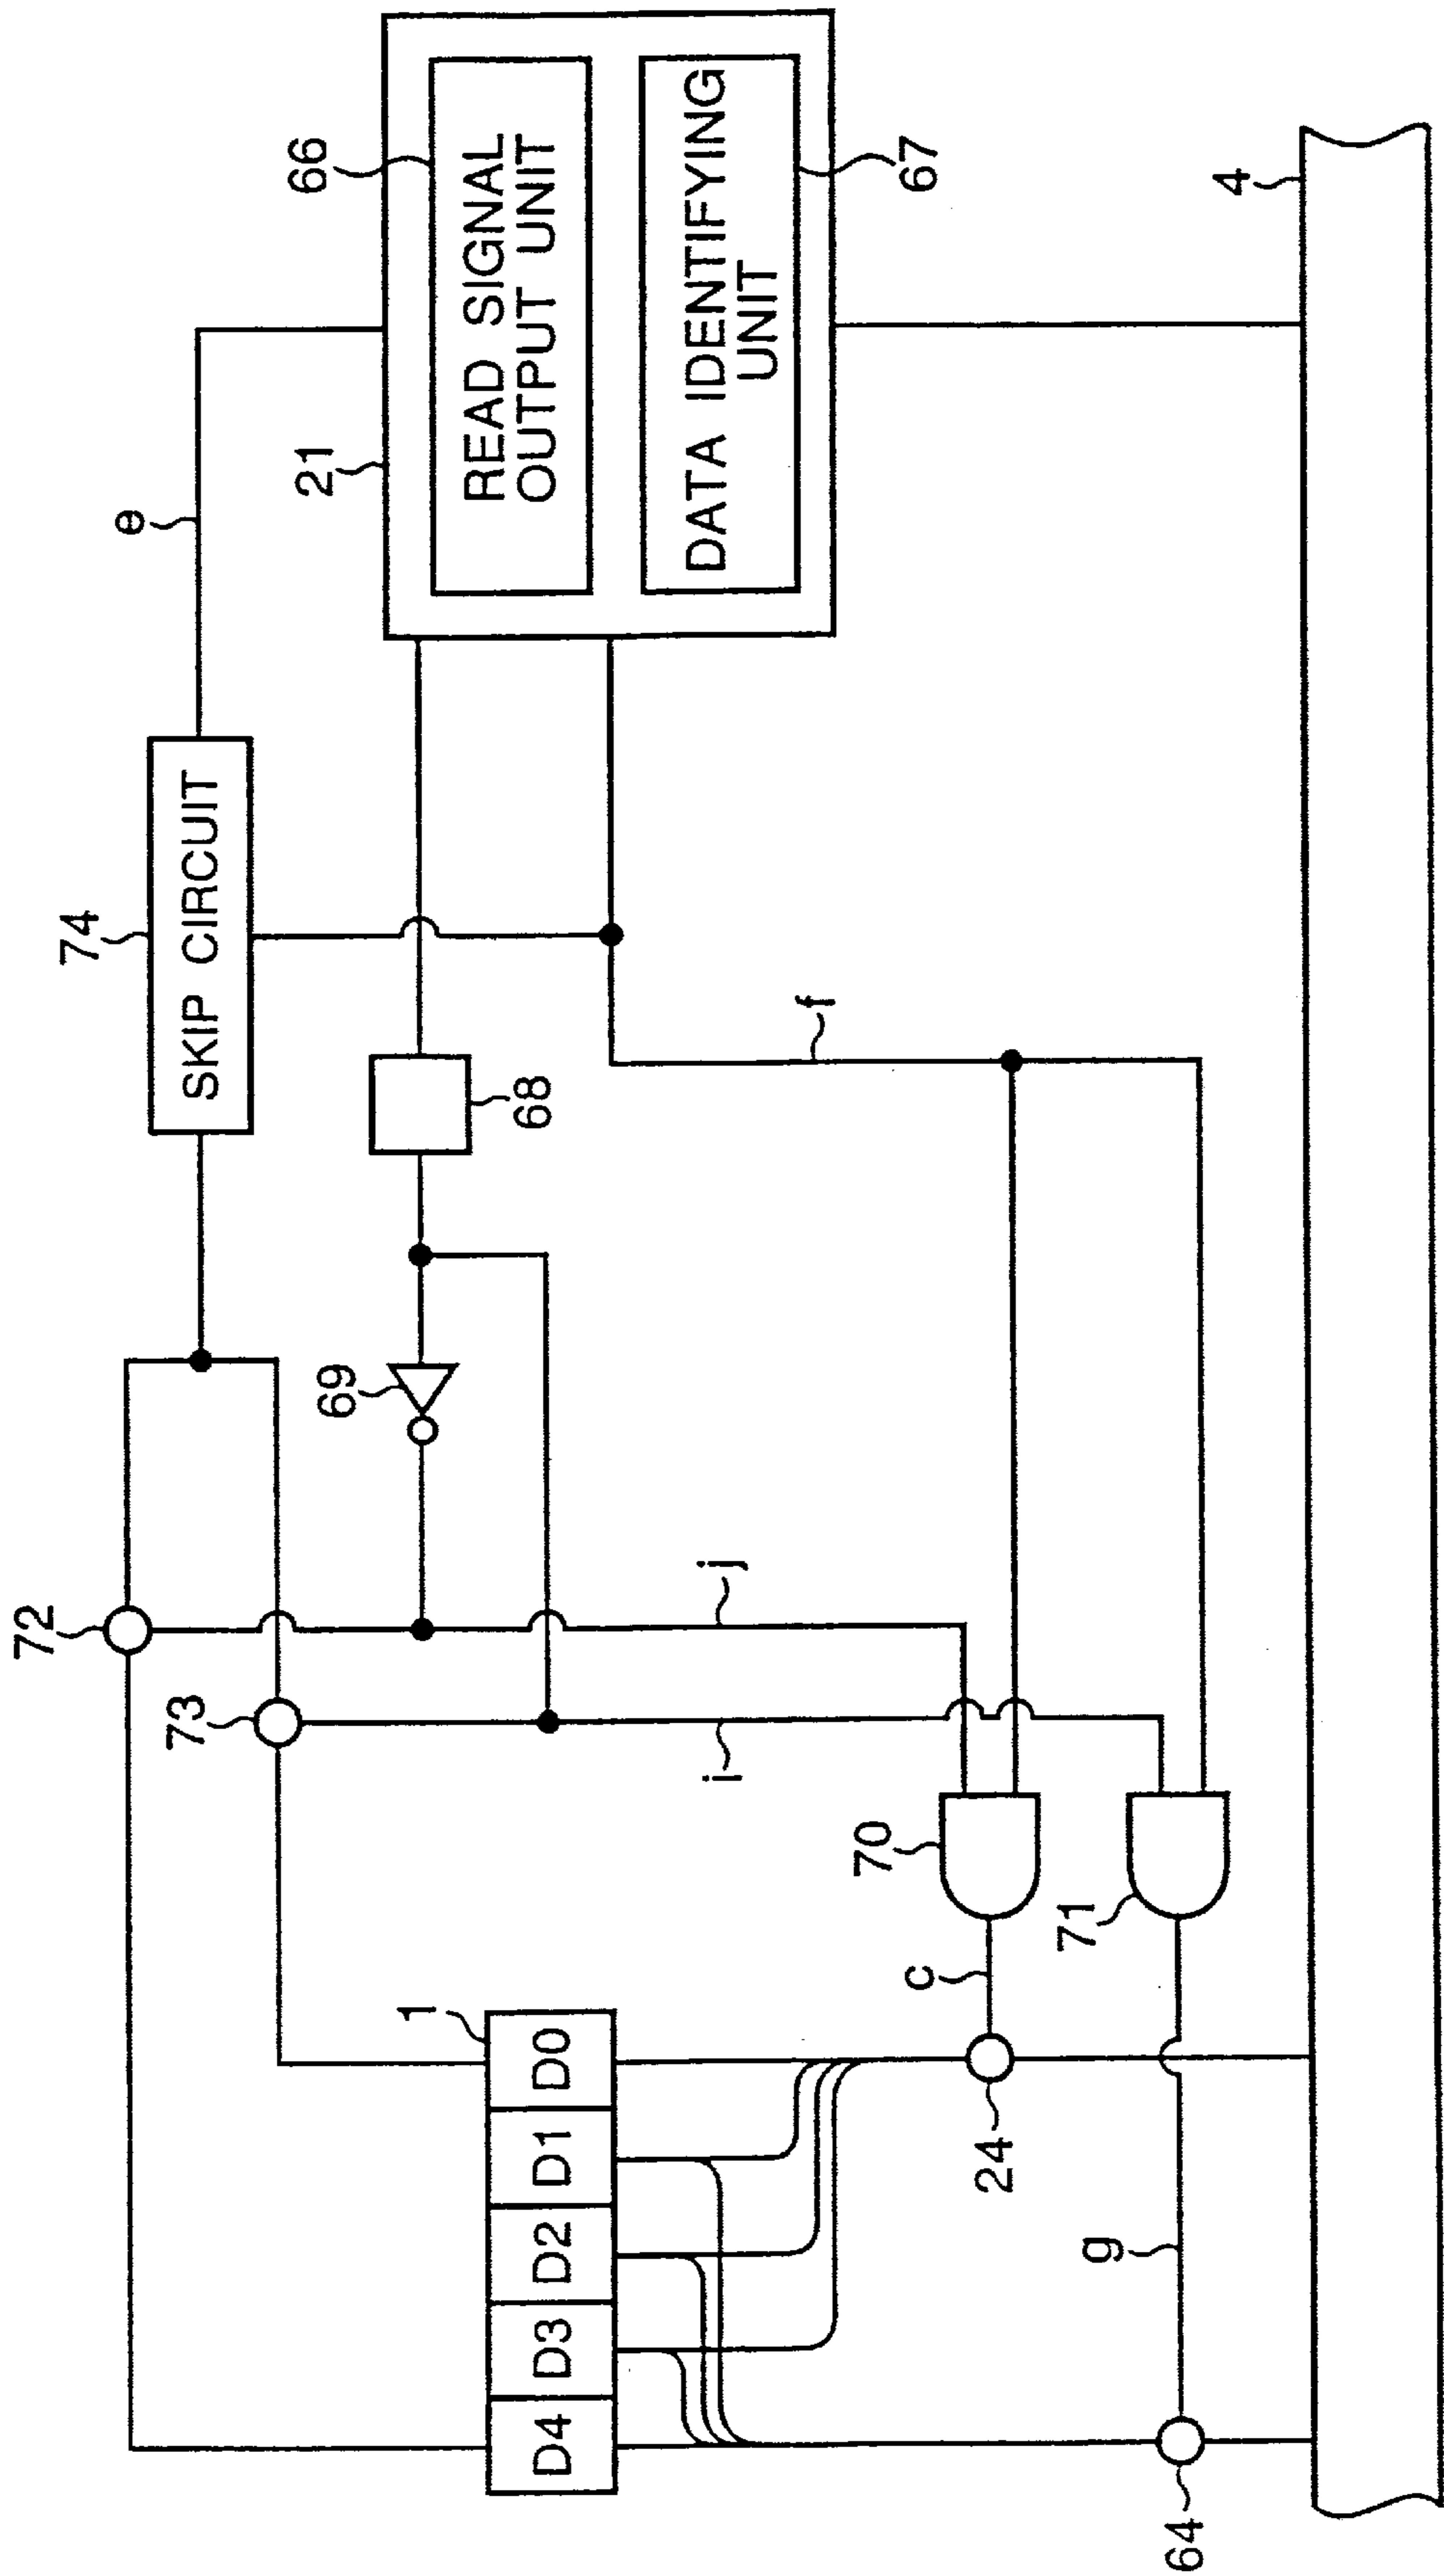 72
73
74
SKIP CIRCUIT
e
21
66
READ SIGNAL
OUTPUT UNIT
DATA IDENTIFYING
UNIT
67
69
68
1
D4
D3
D2
D1
D0
j
i
f
70
c
24
71
g
64
4